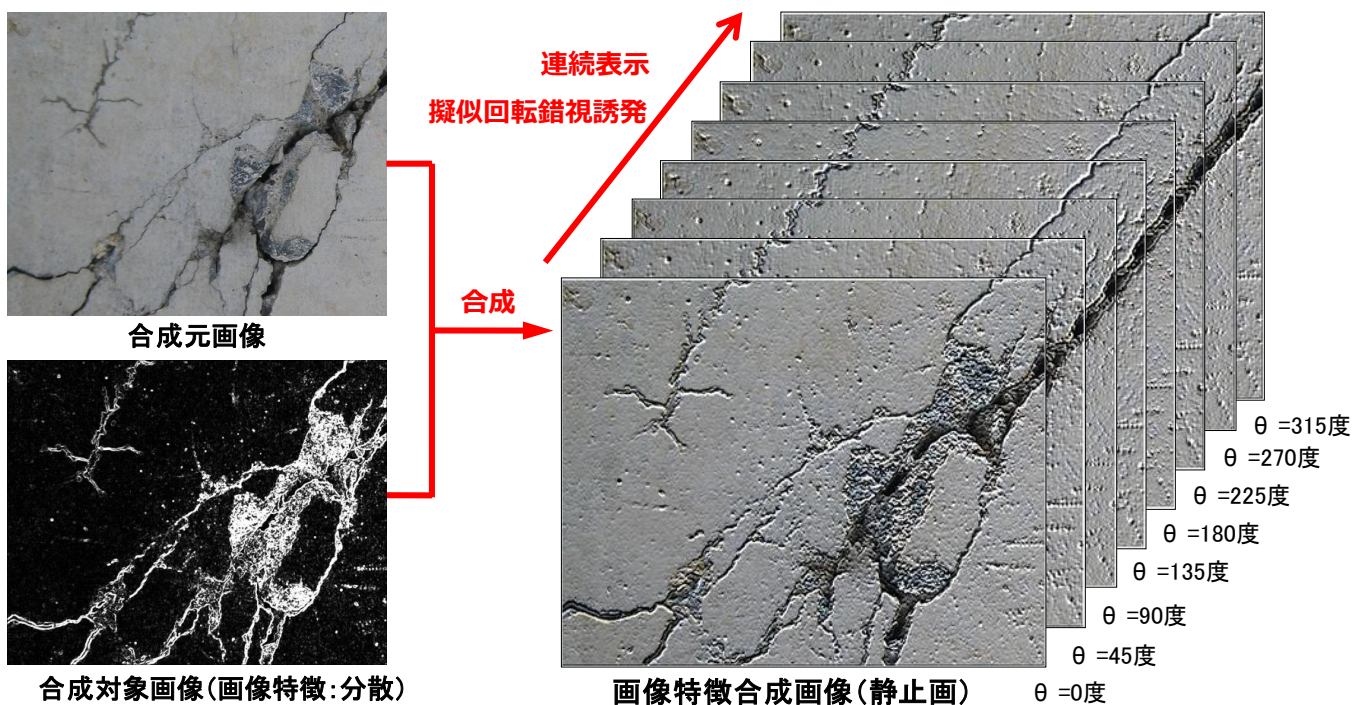 連続表示
擬似回転錯視誘発
合成元画像
合成
合成対象画像(画像特徴:分散)
画像特徴合成画像(静止画)
θ =315度
θ =270度
θ =225度
θ =180度
θ =135度
θ =90度
θ =45度
θ =0度